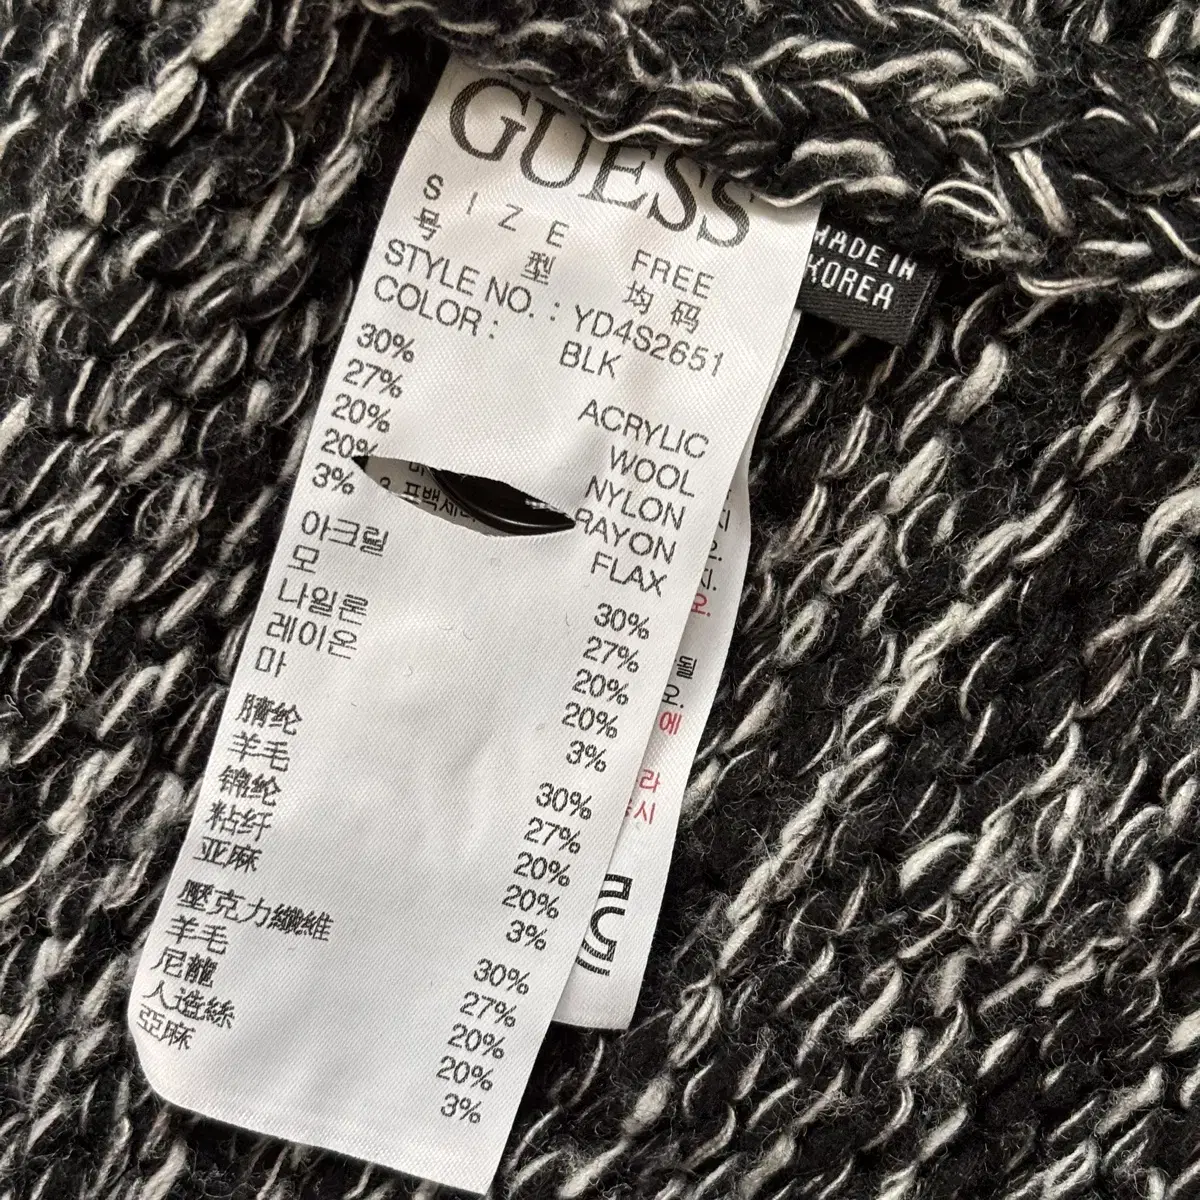 GUESS
SIZE FREE
号型 均码
STYLE NO. : YD4S2651
COLOR : BLK
30% ACRYLIC
27% WOOL
20% NYLON
20% RAYON
3% FLAX
아크릴 30%
모 27%
나일론 20%
레이온 20%
마 3%
腈纶 30%
羊毛 27%
锦纶 20%
粘纤 20%
亚麻 3%
壓克力纖維 30%
羊毛 27%
尼龍 20%
人造絲 20%
亞麻 3%
MADE IN
KOREA